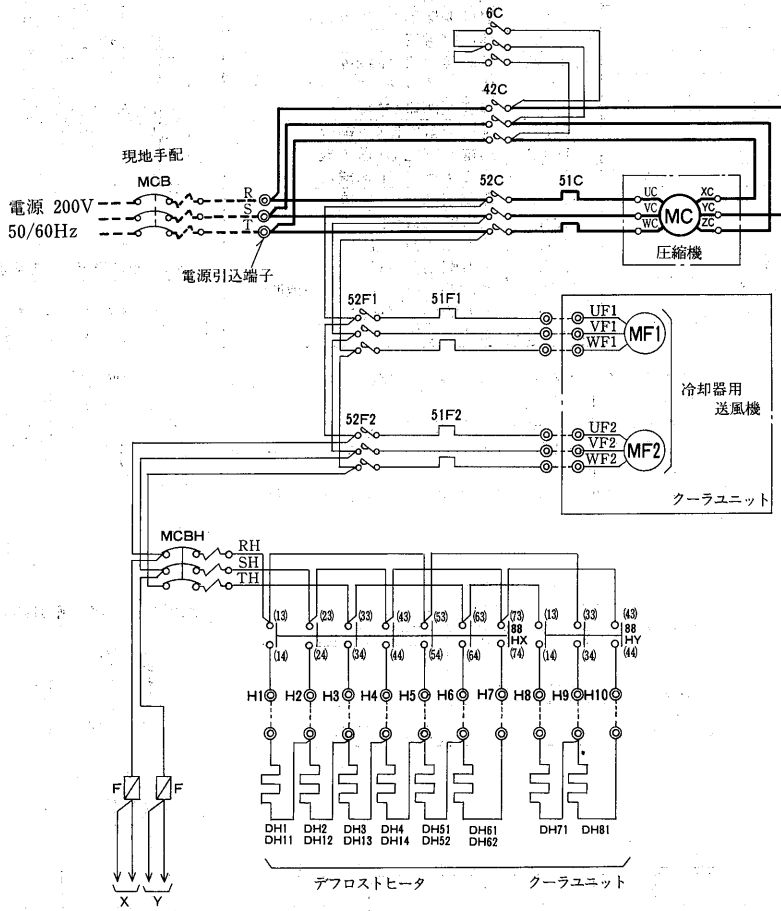 6C
42C
現地手配
MCB
電源 200V
50/60Hz
R
S
T
電源引込端子
52C
51C
UC
VC
WC
MC
XC
YC
ZC
圧縮機
52F1
51F1
UF1
VF1
WF1
MF1
冷却器用
送風機
52F2
51F2
UF2
VF2
WF2
MF2
クーラユニット
MCBH
RH
SH
TH
(13) (23) (33) (43) (53) (63) (73) 88 HX (13) (33) (43) 88 HY
(14) (24) (34) (44) (54) (64) (74) (14) (34) (44)
H1 H2 H3 H4 H5 H6 H7 H8 H9 H10
F F
DH1 DH2 DH3 DH4 DH51 DH61 DH71 DH81
DH11 DH12 DH13 DH14 DH52 DH62
デフロストヒータ クーラユニット
X Y